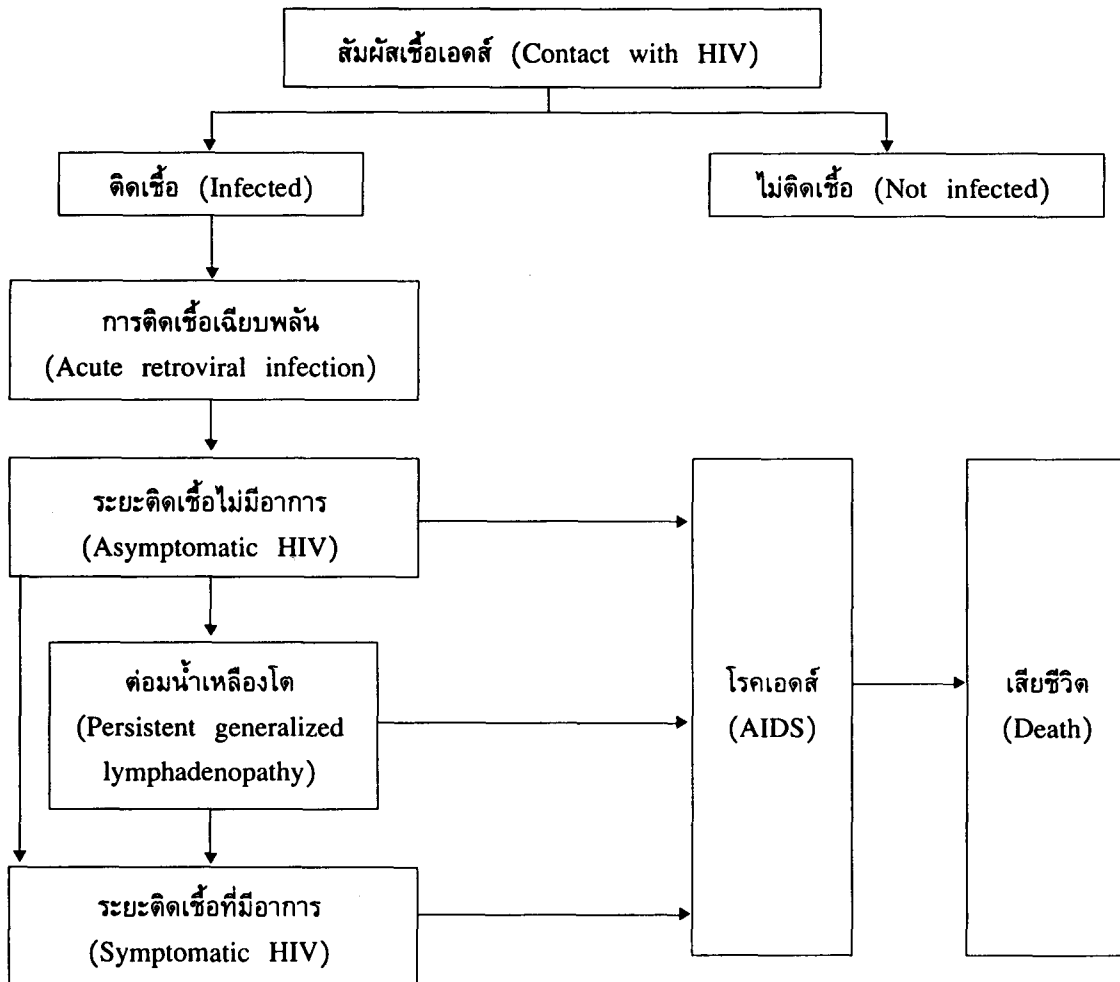 สัมผัสเชื้อเอดส์ (Contact with HIV)
ติดเชื้อ (Infected)
ไม่ติดเชื้อ (Not infected)
การติดเชื้อเฉียบพลัน
(Acute retroviral infection)
ระยะติดเชื้อไม่มีอาการ
(Asymptomatic HIV)
ต่อมน้ำเหลืองโต
(Persistent generalized
lymphadenopathy)
ระยะติดเชื้อที่มีอาการ
(Symptomatic HIV)
โรคเอดส์
(AIDS)
เสียชีวิต
(Death)